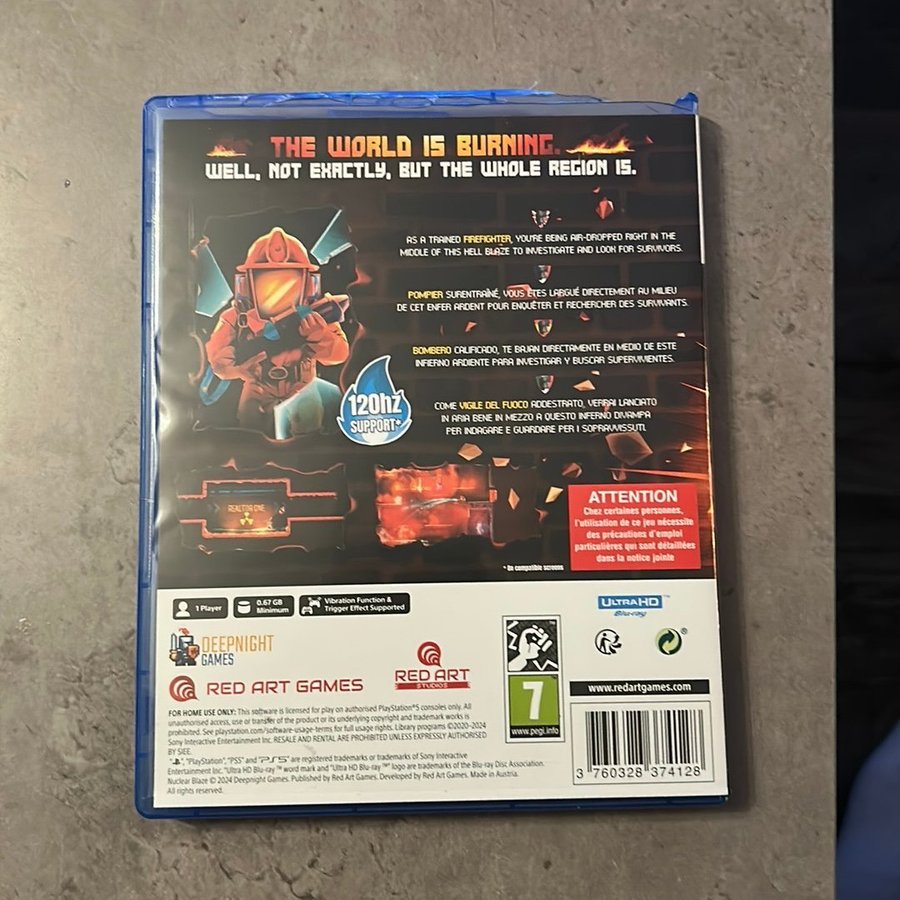 THE WORLD IS BURNING.
WELL, NOT EXACTLY, BUT THE WHOLE REGION IS.
AS A TRAINED FIREFIGHTER, YOU'RE BEING AIR-DROPPED RIGHT IN THE
MIDDLE OF THIS HELL BLAZE TO INVESTIGATE AND LOOK FOR SURVIVORS.
POMPIER SURENTRAÎNÉ, VOUS ETES LARGUÉ DIRECTEMENT AU MILIEU
DE CET ENFER ARDENT POUR ENQUÊTER ET RECHERCHER DES SURVIVANTS.
BOMBERO CALIFICADO, TE BAJAN DIRECTAMENTE EN MEDIO DE ESTE
INFIERNO ARDIENTE PARA INVESTIGAR Y BUSCAR SUPERVIVIENTES.
COME VIGILE DEL FUOCO ADDESTRATO, VERRAI LANCIATO
IN ARIA BENE IN MEZZO A QUESTO INFERNO DIVAMPA
PER INDAGARE E GUARDARE PER I SOPRAVVISSUTI.
120hz
SUPPORT*
ATTENTION
Chez certaines personnes,
l'utilisation de ce jeu nécessite
des précautions d'emploi
particulières qui sont détaillées
dans la notice jointe
* On compatible screens
1 Player
0.67 GB
Minimum
Vibration Function &
Trigger Effect Supported
ULTRA HD
Blu-ray
DEEPNIGHT
GAMES
RED ART GAMES
RED ART
STUDIOS
7
www.pegi.info
www.redartgames.com
FOR HOME USE ONLY: This software is licensed for play on authorised PlayStation®5 consoles only. All
unauthorised access, use or transfer of the product or its underlying copyright and trademark works is
prohibited. See playstation.com/software-usage-terms for full usage rights. Library programs ©2020-2024
Sony Interactive Entertainment Inc. RESALE AND RENTAL ARE PROHIBITED UNLESS EXPRESSLY AUTHORISED
BY SIEE.
"PlayStation", "PS5" and "PS5" are registered trademarks or trademarks of Sony Interactive
Entertainment Inc. "Ultra HD Blu-ray™" word mark and "Ultra HD Blu-ray™" logo are trademarks of the Blu-ray Disc Association.
Nuclear Blaze © 2024 Deepnight Games. Published by Red Art Games. Developed by Red Art Games. Made in Austria.
All rights reserved.
3 760328 374128